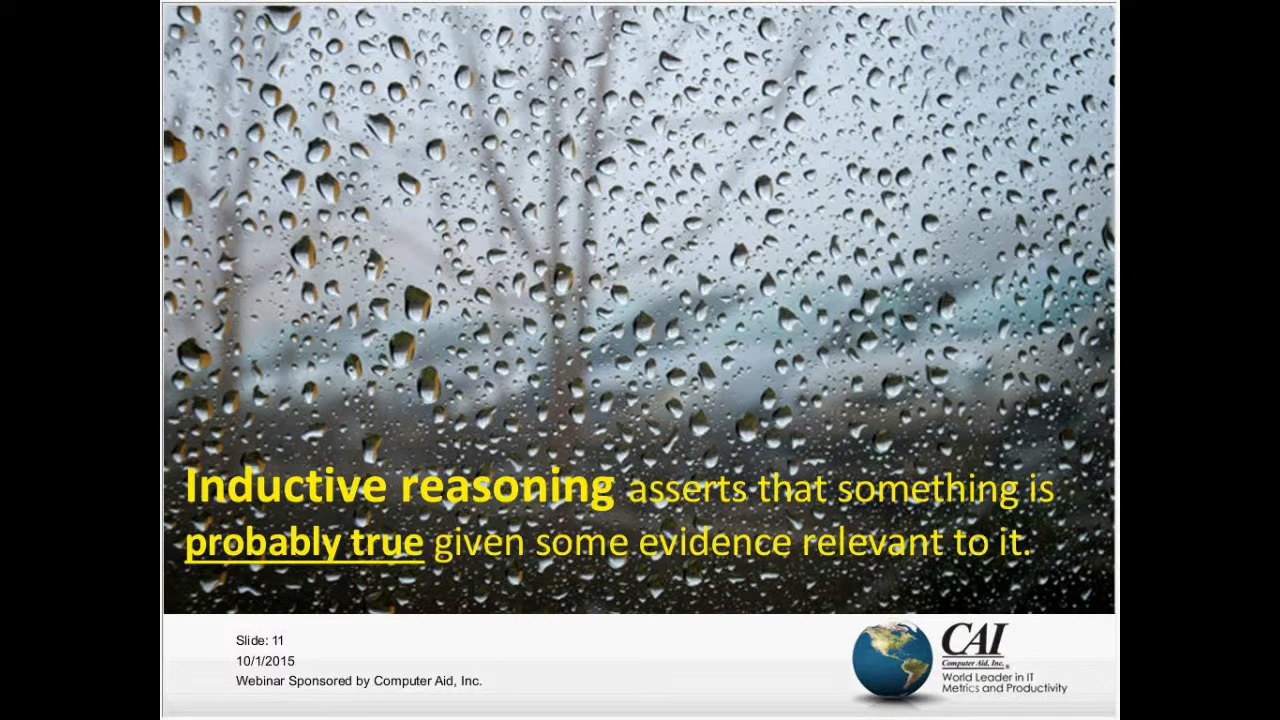 Inductive reasoning asserts that something is
probably true given some evidence relevant to it.
Slide: 11
10/1/2015
Webinar Sponsored by Computer Aid, Inc.
CAI
Computer Aid, Inc.®
World Leader in IT
Metrics and Productivity